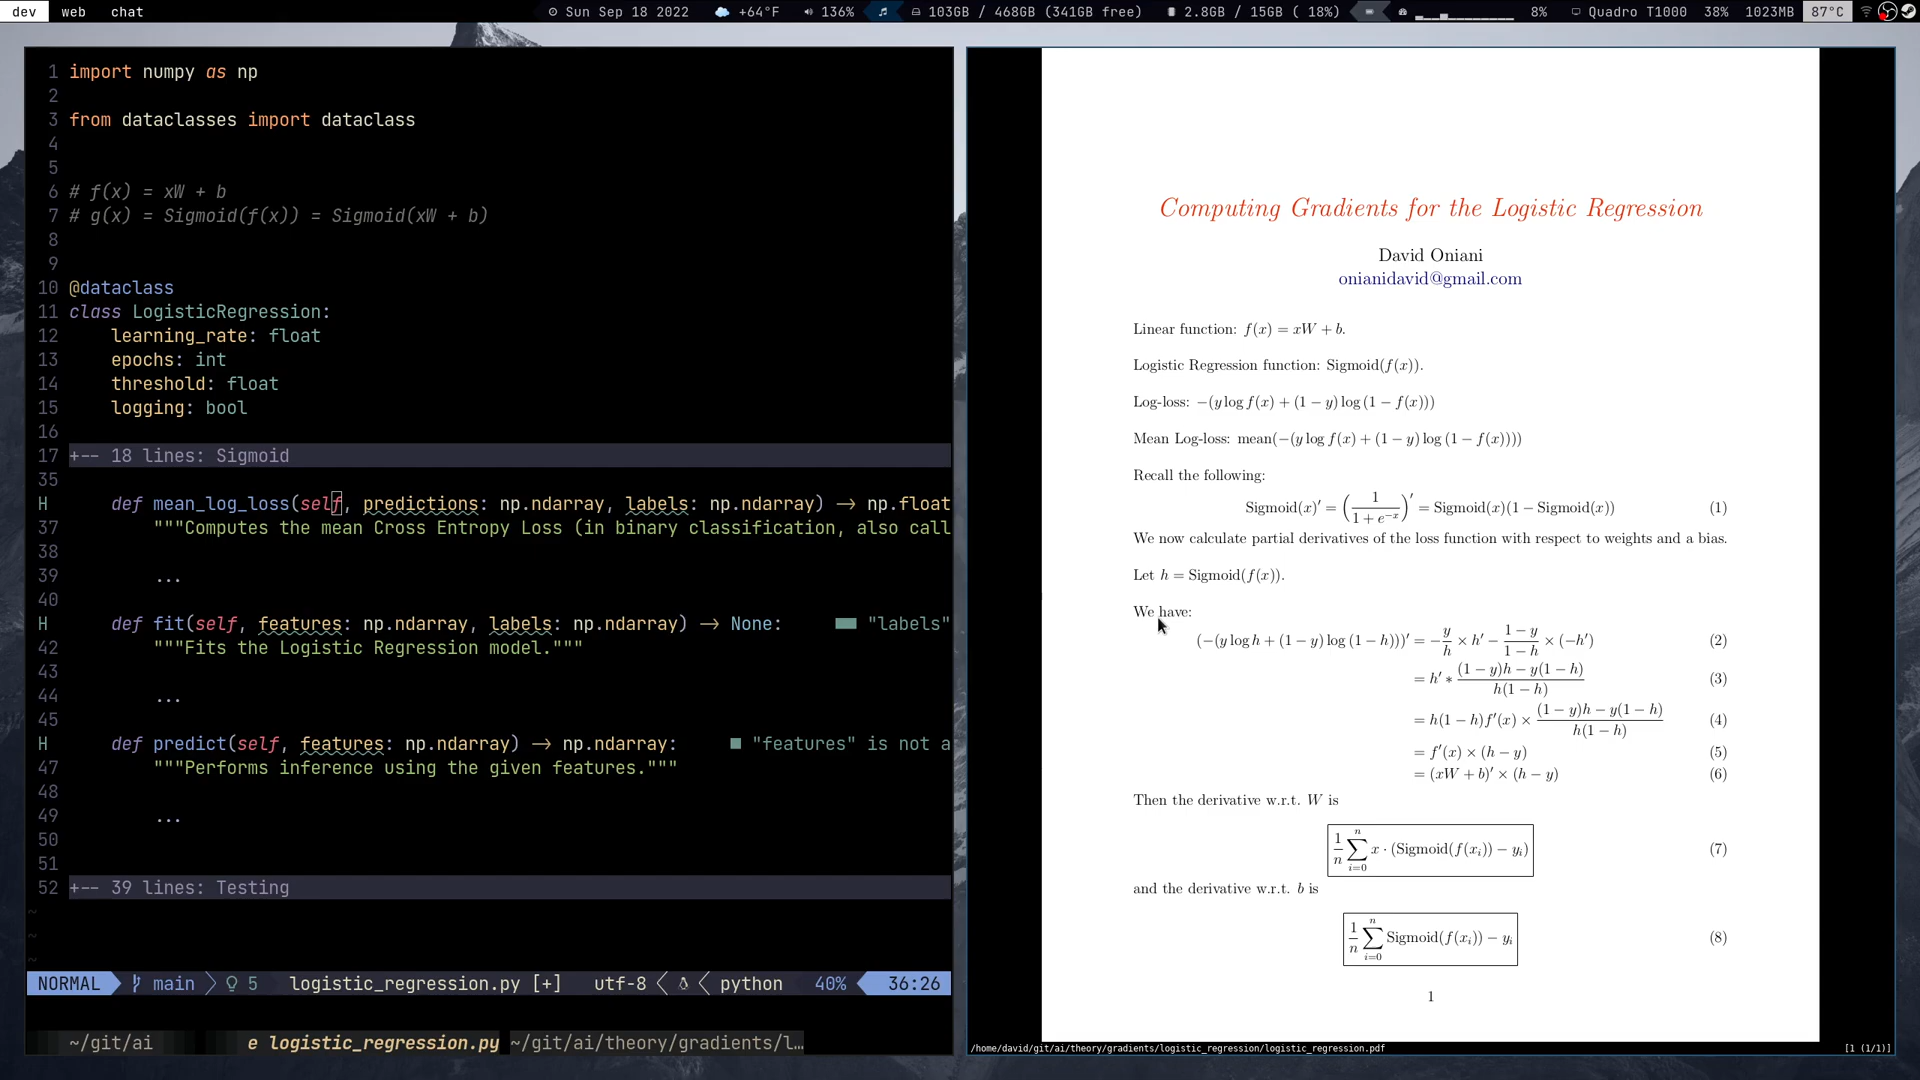 dev web chat Sun Sep 18 2022 +64°F 136% 103GB / 468GB (341GB free) 2.8GB / 15GB ( 18%) 8% Quadro T1000 38% 1023MB 87°C
1 import numpy as np
2
3 from dataclasses import dataclass
4
5
6 # f(x) = xW + b
7 # g(x) = Sigmoid(f(x)) = Sigmoid(xW + b)
8
9
10 @dataclass
11 class LogisticRegression:
12 learning_rate: float
13 epochs: int
14 threshold: float
15 logging: bool
16
17 +-- 18 lines: Sigmoid
35
H def mean_log_loss(self, predictions: np.ndarray, labels: np.ndarray) -> np.float
37 """Computes the mean Cross Entropy Loss (in binary classification, also call
38
39 ...
40
H def fit(self, features: np.ndarray, labels: np.ndarray) -> None: ■■ "labels"
42 """Fits the Logistic Regression model."""
43
44 ...
45
H def predict(self, features: np.ndarray) -> np.ndarray: ■ "features" is not a
47 """Performs inference using the given features."""
48
49 ...
50
51
52 +-- 39 lines: Testing
~
~
~
NORMAL main 5 logistic_regression.py [+] utf-8 python 40% 36:26
~/git/ai e logistic_regression.py ~/git/ai/theory/gradients/l…
Computing Gradients for the Logistic Regression
David Oniani
onianidavid@gmail.com
Linear function: f(x) = xW + b.
Logistic Regression function: Sigmoid(f(x)).
Log-loss: −(y log f(x) + (1 − y) log (1 − f(x)))
Mean Log-loss: mean(−(y log f(x) + (1 − y) log (1 − f(x))))
Recall the following:
Sigmoid(x)′ = (1 / (1 + e^−x))′ = Sigmoid(x)(1 − Sigmoid(x)) (1)
We now calculate partial derivatives of the loss function with respect to weights and a bias.
Let h = Sigmoid(f(x)).
We have:
(−(y log h + (1 − y) log (1 − h)))′ = −y/h × h′ − (1 − y)/(1 − h) × (−h′) (2)
= h′ ∗ ((1 − y)h − y(1 − h)) / (h(1 − h)) (3)
= h(1 − h)f′(x) × ((1 − y)h − y(1 − h)) / (h(1 − h)) (4)
= f′(x) × (h − y) (5)
= (xW + b)′ × (h − y) (6)
Then the derivative w.r.t. W is
1/n ∑_{i=0}^{n} x · (Sigmoid(f(x_i)) − y_i) (7)
and the derivative w.r.t. b is
1/n ∑_{i=0}^{n} Sigmoid(f(x_i)) − y_i (8)
1
/home/david/git/ai/theory/gradients/logistic_regression/logistic_regression.pdf [1 (1/1)]